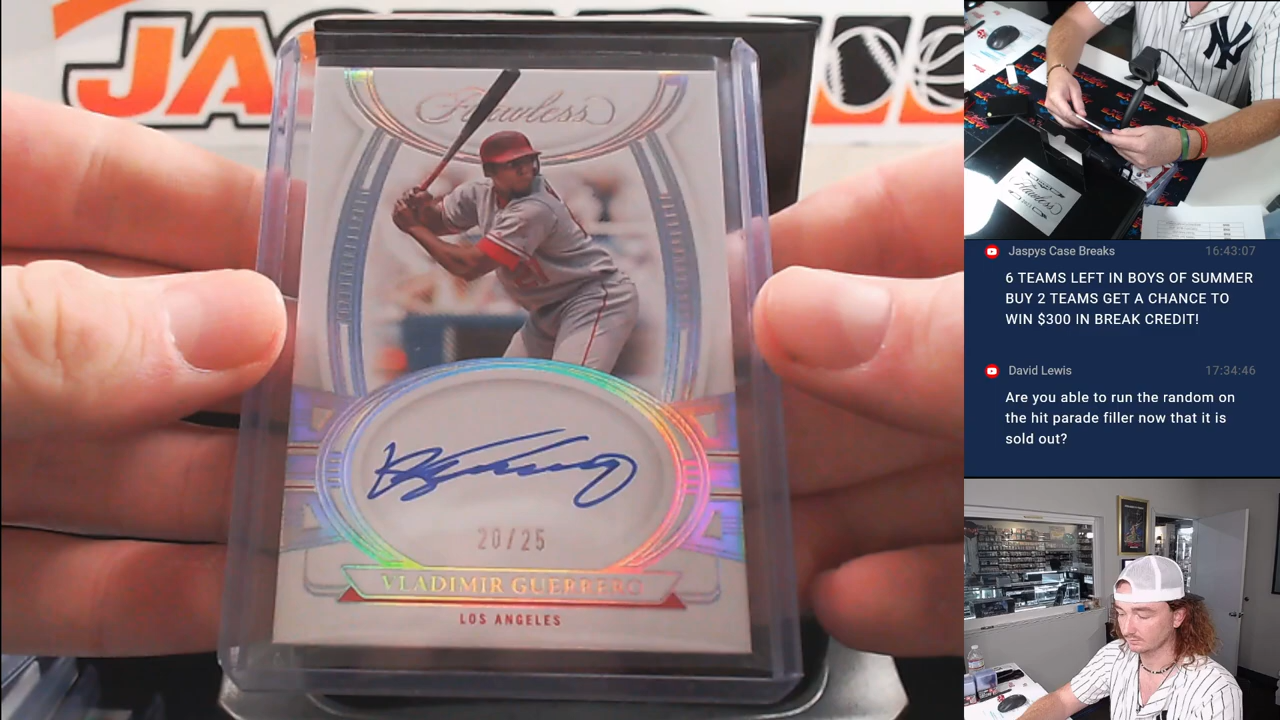 Flawless
20/25
VLADIMIR GUERRERO
LOS ANGELES
NY
Flawless
Jaspys Case Breaks 16:43:07
6 TEAMS LEFT IN BOYS OF SUMMER
BUY 2 TEAMS GET A CHANCE TO
WIN $300 IN BREAK CREDIT!
David Lewis 17:34:46
Are you able to run the random on
the hit parade filler now that it is
sold out?